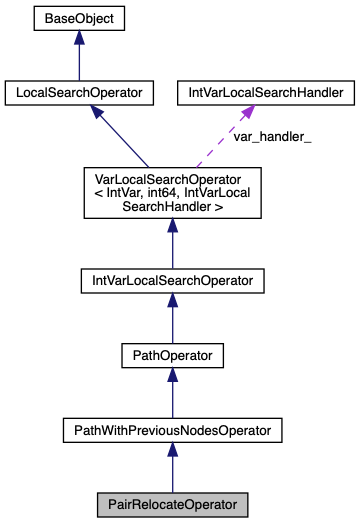 BaseObject
LocalSearchOperator
IntVarLocalSearchHandler
var_handler_
VarLocalSearchOperator
< IntVar, int64, IntVarLocal
SearchHandler >
IntVarLocalSearchOperator
PathOperator
PathWithPreviousNodesOperator
PairRelocateOperator